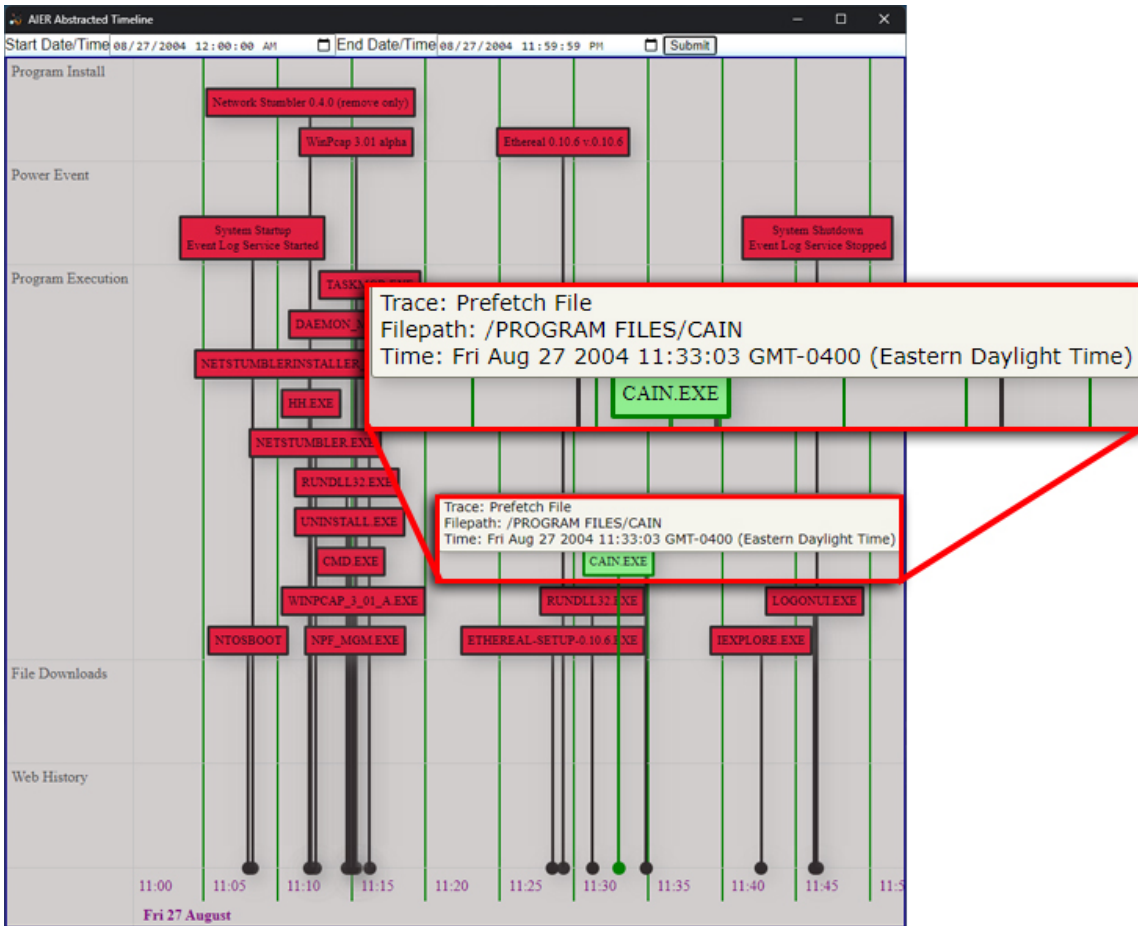 AIER Abstracted Timeline
Start Date/Time 08/27/2004 12:00:00 AM End Date/Time 08/27/2004 11:59:59 PM Submit
Program Install
Network Stumbler 0.4.0 (remove only)
WinPcap 3.01 alpha
Ethereal 0.10.6 v.0.10.6
Power Event
System Startup
Event Log Service Started
System Shutdown
Event Log Service Stopped
Program Execution
DAEMON
NETSTUMBLERINSTALLER
HH.EXE
NETSTUMBLER.EXE
RUNDLL32.EXE
UNINSTALL.EXE
CMD.EXE
WINPCAP_3_01_A.EXE
NTOSBOOT
NPF_MGM.EXE
Trace: Prefetch File
Filepath: /PROGRAM FILES/CAIN
Time: Fri Aug 27 2004 11:33:03 GMT-0400 (Eastern Daylight Time)
CAIN.EXE
Trace: Prefetch File
Filepath: /PROGRAM FILES/CAIN
Time: Fri Aug 27 2004 11:33:03 GMT-0400 (Eastern Daylight Time)
CAIN.EXE
RUNDLL32.EXE
LOGONUI.EXE
ETHEREAL-SETUP-0.10.6.EXE
IEXPLORE.EXE
File Downloads
Web History
11:00 11:05 11:10 11:15 11:20 11:25 11:30 11:35 11:40 11:45
Fri 27 August